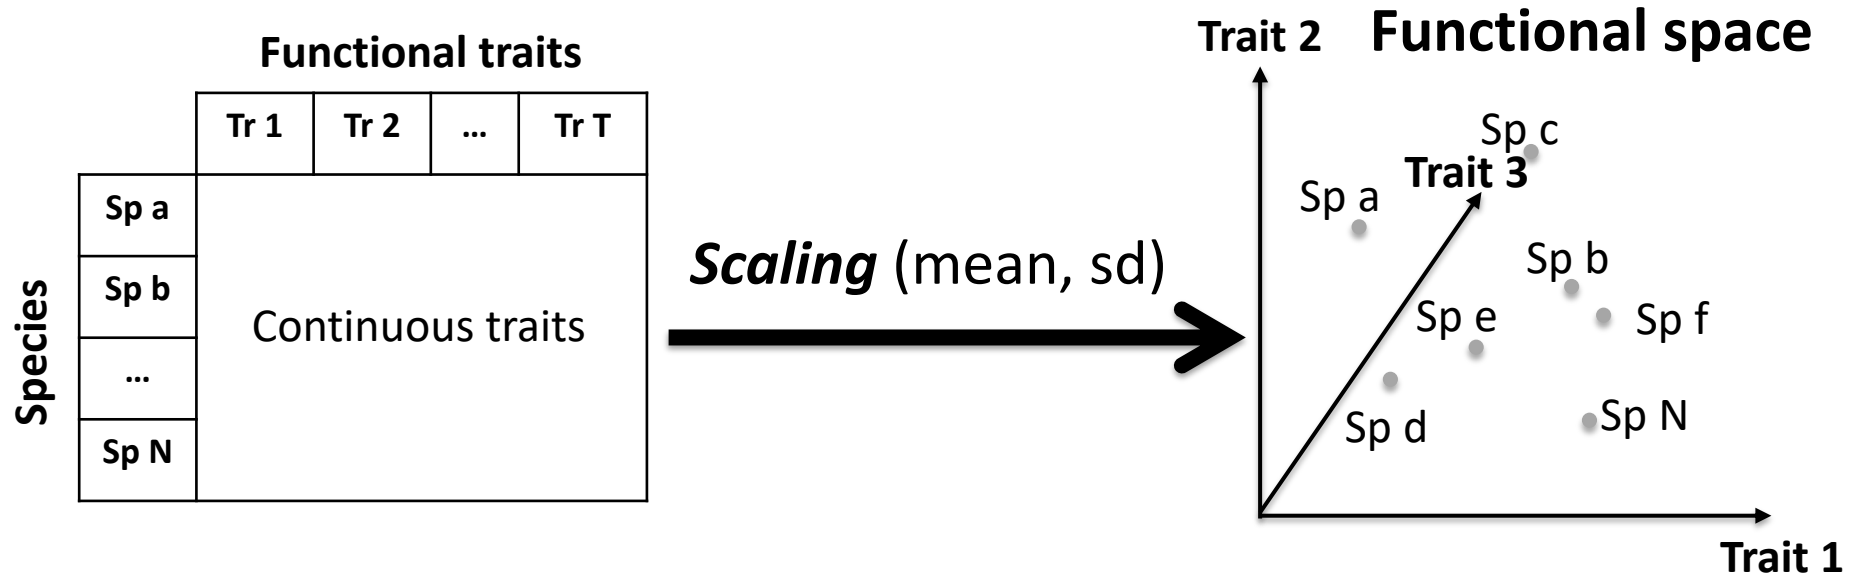 Functional traits
Tr 1 Tr 2 ... Tr T
Species
Sp a
Sp b
...
Sp N
Continuous traits
Scaling (mean, sd)
Functional space
Trait 2
Sp c
Trait 3
Sp a
Sp b
Sp e
Sp f
Sp d
Sp N
Trait 1